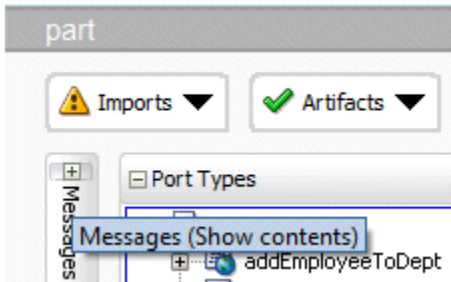 part
Imports
Artifacts
Messages
Port Types
Messages (Show contents)
addEmployeeToDept